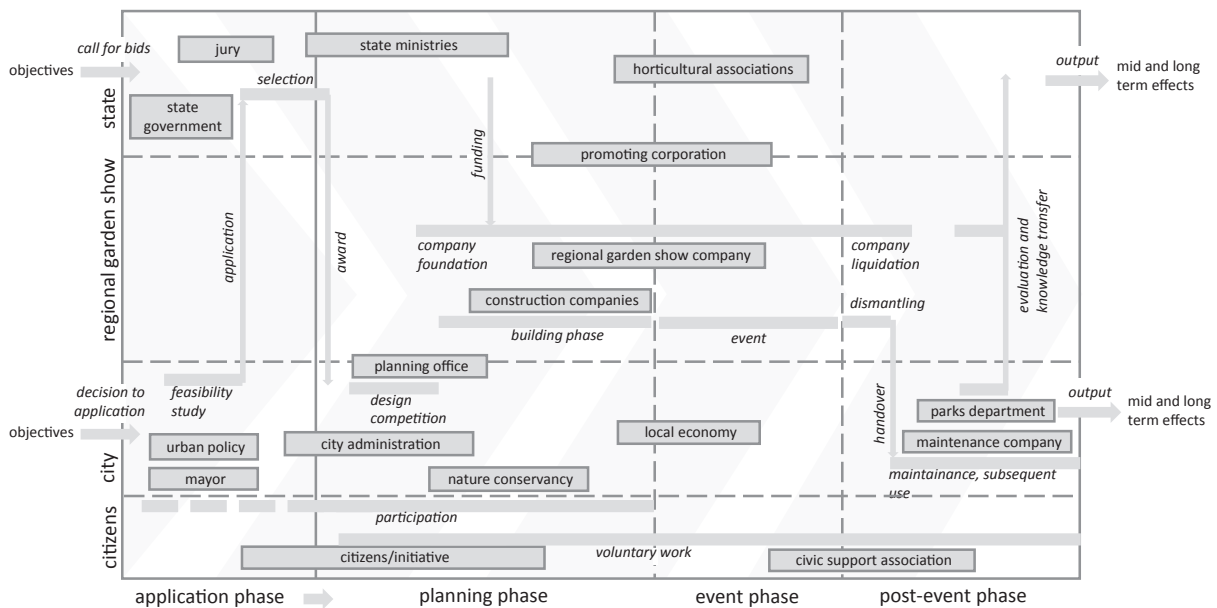 call for bids
objectives
jury
state ministries
selection
horticultural associations
output
mid and long
term effects
state
state
government
promoting corporation
funding
regional garden show
application
award
company
foundation
regional garden show company
company
liquidation
evaluation and
knowledge transfer
construction companies
building phase
event
dismantling
planning office
decision to
application
feasibility
study
design
competition
handover
output
mid and long
term effects
parks department
objectives
urban policy
city administration
local economy
maintenance company
city
mayor
nature conservancy
maintainance, subsequent
use
citizens
participation
voluntary work
citizens/initiative
civic support association
application phase
planning phase
event phase
post-event phase